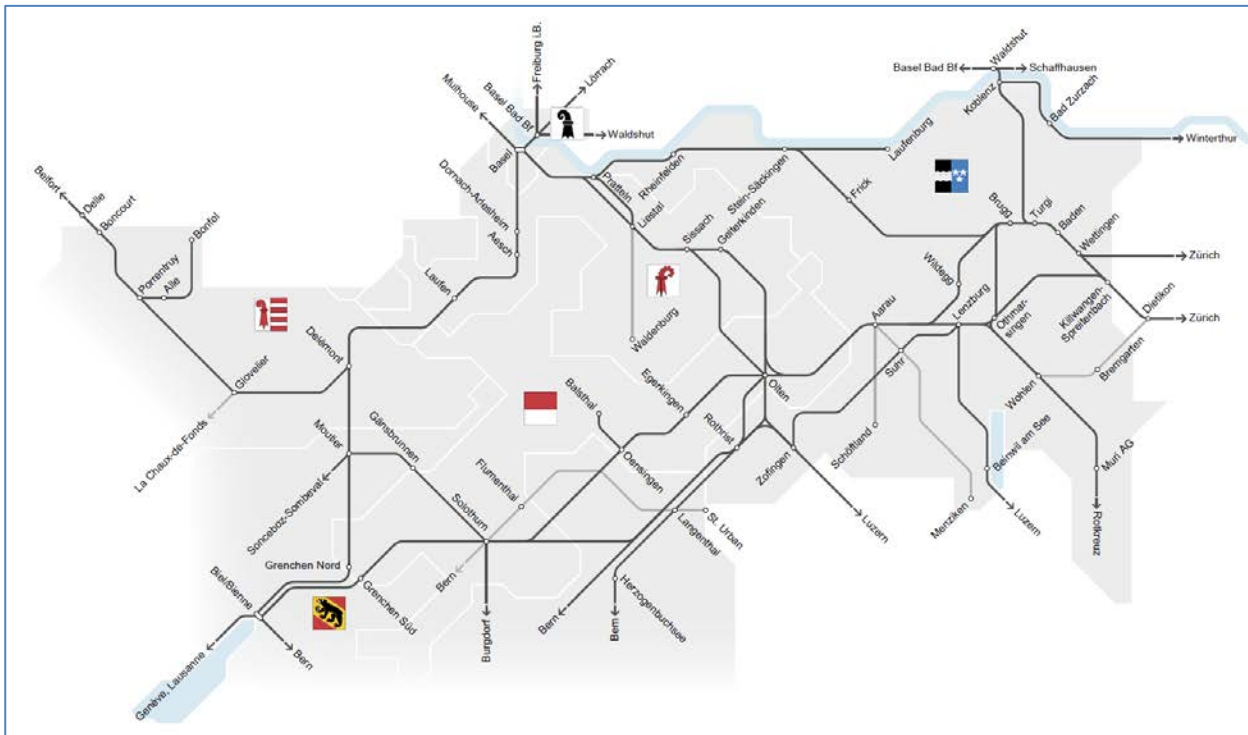 Waldshut
Basel Bad Bf
Schaffhausen
Koblenz
Bad Zurzach
Winterthur
Freiburg i.B.
Lörrach
Mulhouse
Basel Bad Bf
Waldshut
Basel
Pratteln
Rheinfelden
Stein-Säckingen
Laufenburg
Frick
Dornach-Arlesheim
Aesch
Liestal
Sissach
Gelterkinden
Brugg
Turgi
Baden
Wettingen
Zürich
Belfort
Delle
Boncourt
Bonfol
Porrentruy
Alle
Laufen
Waldenburg
Wildegg
Aarau
Lenzburg
Othmar-
singen
Killwangen-
Spreitenbach
Dietikon
Zürich
Delémont
Glovelier
La Chaux-de-Fonds
Balsthal
Egerkingen
Olten
Suhr
Bremgarten
Wohlen
Moutier
Gänsbrunnen
Oensingen
Rothrist
Zofingen
Schöftland
Beinwil am See
Muri AG
Sonceboz-Sombeval
Flumenthal
Solothurn
Langenthal
St. Urban
Luzern
Menziken
Luzern
Rotkreuz
Grenchen Nord
Biel/Bienne
Grenchen Süd
Bern
Burgdorf
Bern
Bern
Herzogenbuchsee
Genève, Lausanne
Bern